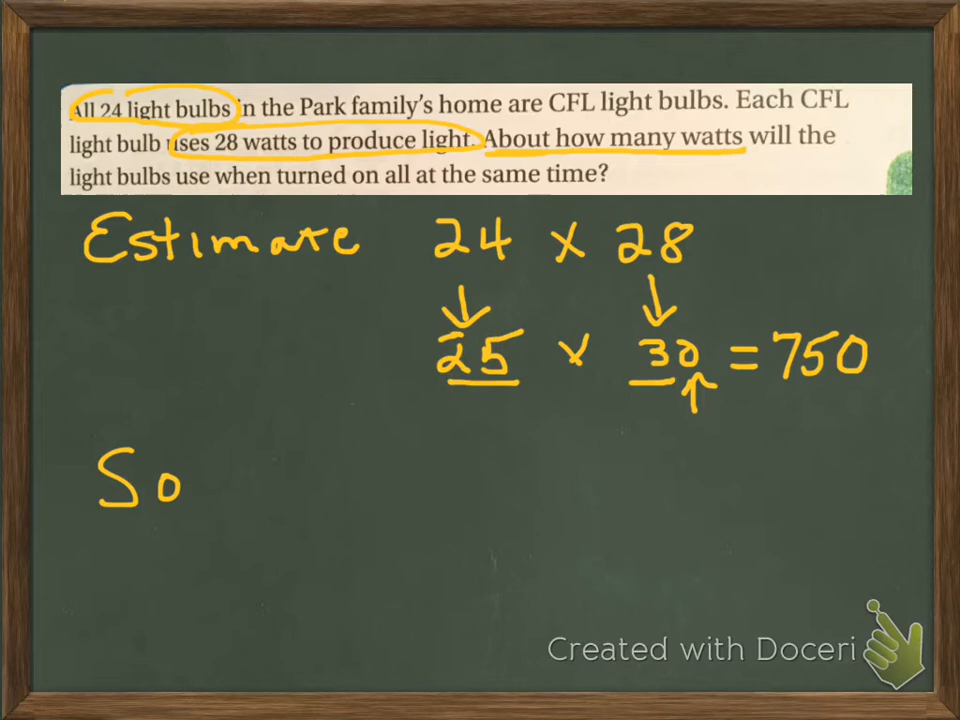 All 24 light bulbs in the Park family's home are CFL light bulbs. Each CFL
light bulb uses 28 watts to produce light. About how many watts will the
light bulbs use when turned on all at the same time?
Estimate 24 x 28
25 x 30 = 750
So
Created with Doceri